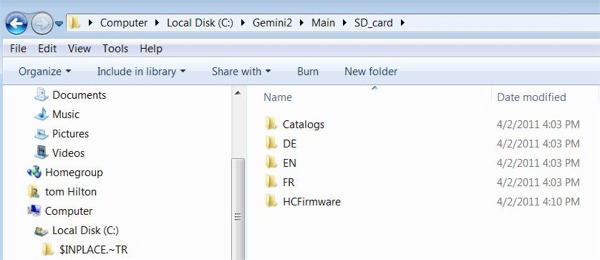 Computer Local Disk (C:) Gemini2 Main SD_card
File Edit View Tools Help
Organize Include in library Share with Burn New folder
Documents
Music
Pictures
Videos
Homegroup
tom Hilton
Computer
Local Disk (C:)
$INPLACE.~TR
Name Date modified
Catalogs 4/2/2011 4:03 PM
DE 4/2/2011 4:03 PM
EN 4/2/2011 4:03 PM
FR 4/2/2011 4:03 PM
HCFirmware 4/2/2011 4:10 PM